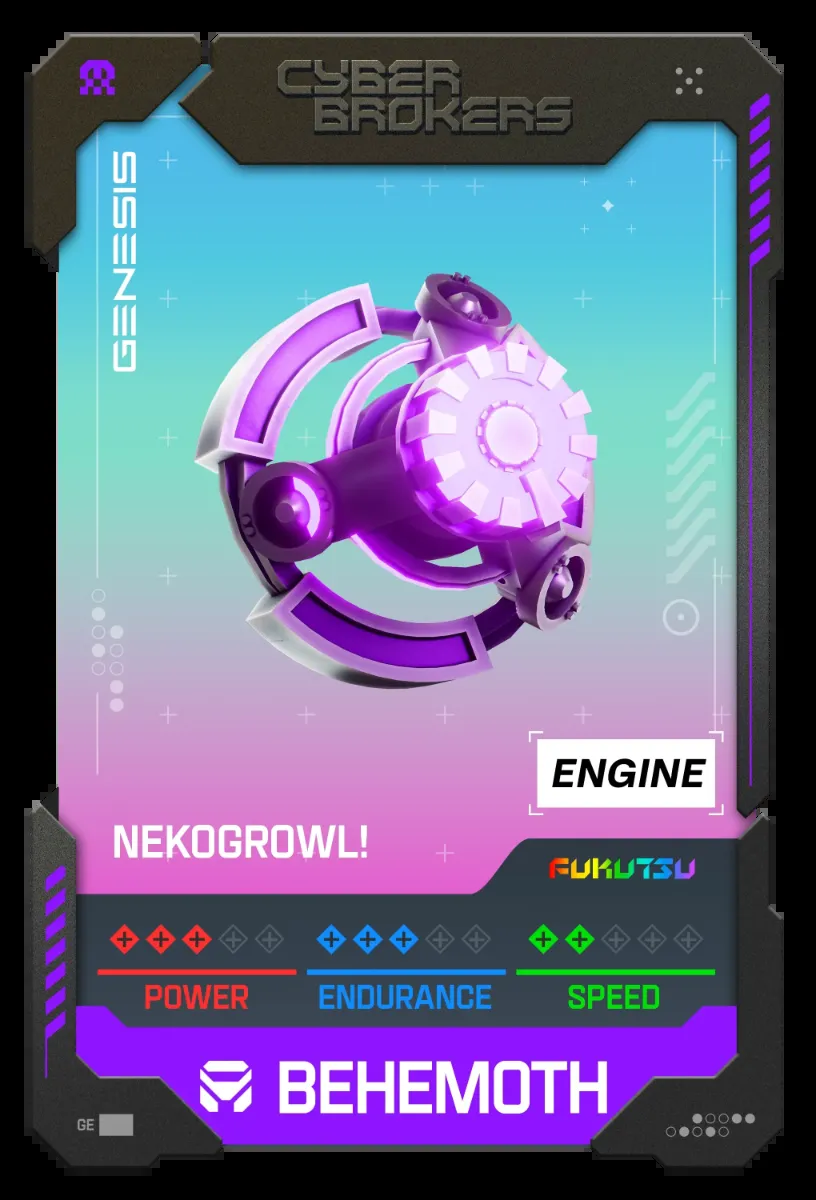 CYBER
BROKERS
GENESIS
ENGINE
NEKOGROWL!
FUKUTSU
POWER
ENDURANCE
SPEED
BEHEMOTH
GE